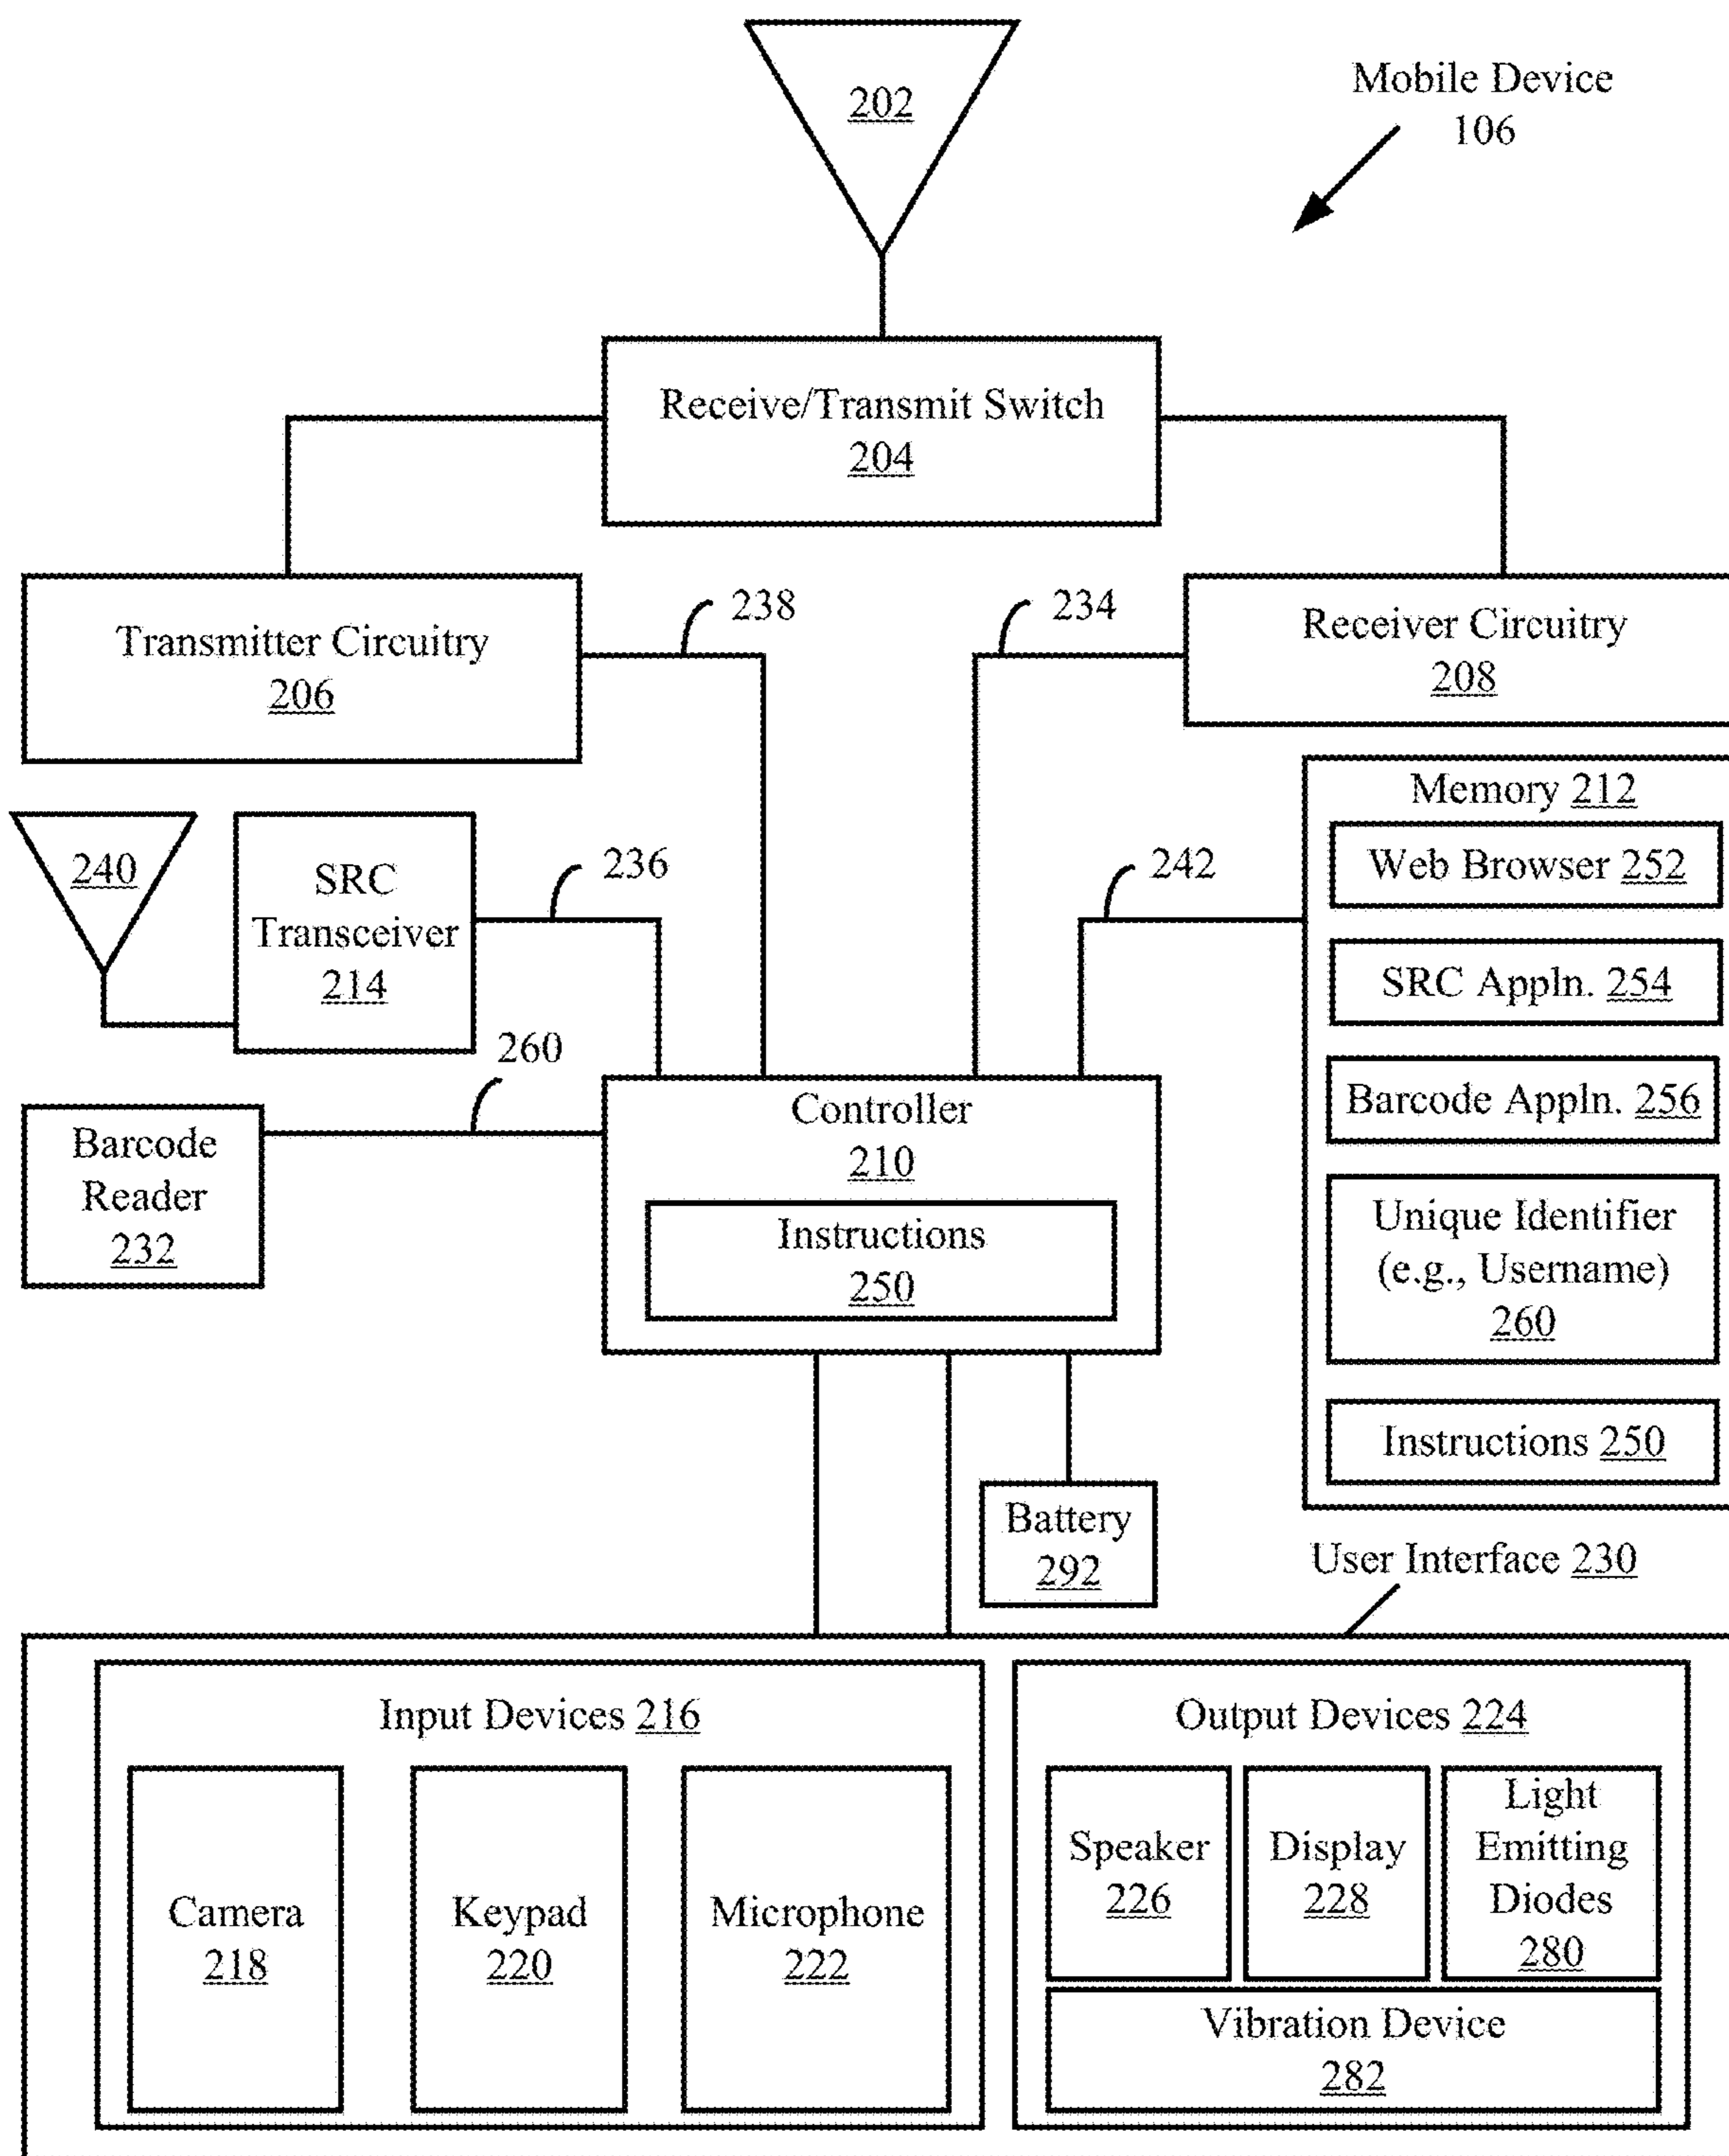 202
Mobile Device
106
Receive/Transmit Switch
204
Transmitter Circuitry
206
238
234
Receiver Circuitry
208
240
SRC
Transceiver
214
236
242
Memory 212
Web Browser 252
SRC Appln. 254
Barcode Appln. 256
Unique Identifier
(e.g., Username)
260
Instructions 250
260
Barcode
Reader
232
Controller
210
Instructions
250
Battery
292
User Interface 230
Input Devices 216
Camera
218
Keypad
220
Microphone
222
Output Devices 224
Speaker
226
Display
228
Light
Emitting
Diodes
280
Vibration Device
282